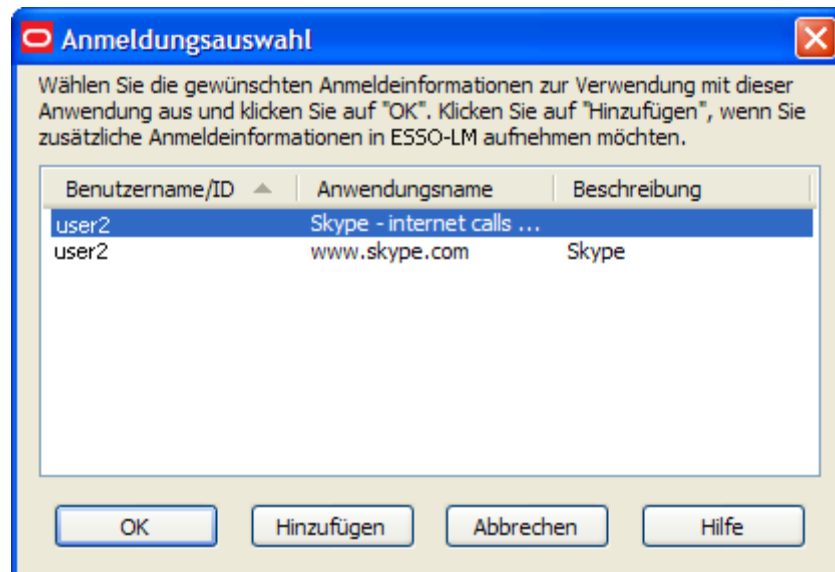 Anmeldungsauswahl
Wählen Sie die gewünschten Anmeldeinformationen zur Verwendung mit dieser
Anwendung aus und klicken Sie auf "OK". Klicken Sie auf "Hinzufügen", wenn Sie
zusätzliche Anmeldeinformationen in ESSO-LM aufnehmen möchten.
Benutzername/ID Anwendungsname Beschreibung
user2 Skype - internet calls ...
user2 www.skype.com Skype
OK Hinzufügen Abbrechen Hilfe